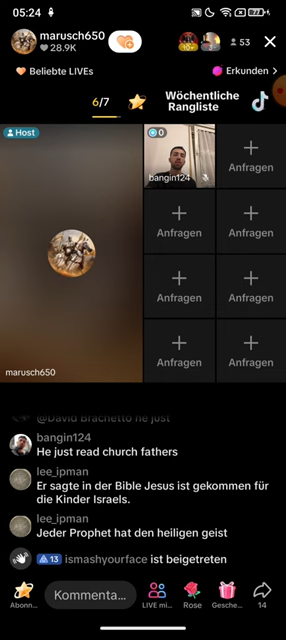 05:24
77
marusch650
28.9K
10+
53
Beliebte LIVEs
Erkunden >
6/7
Wöchentliche
Rangliste
Host
0
bangin124
Anfragen
Anfragen
Anfragen
Anfragen
Anfragen
Anfragen
Anfragen
marusch650
@David Brachetto he just
bangin124
He just read church fathers
lee_ipman
Er sagte in der Bible Jesus ist gekommen für
die Kinder Israels.
lee_ipman
Jeder Prophet hat den heiligen geist
13 ismashyourface ist beigetreten
Abonn...
Kommenta...
LIVE mi...
Rose
Gesche...
14